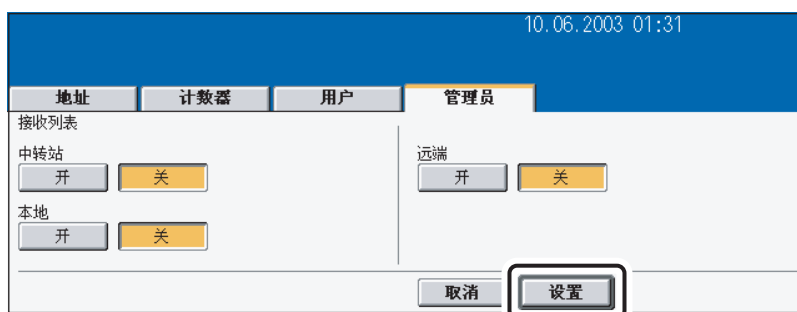 10.06.2003 01:31
地址 计数器 用户 管理员
接收列表
中转站 远端
开 关 开 关
本地
开 关
取消 设置